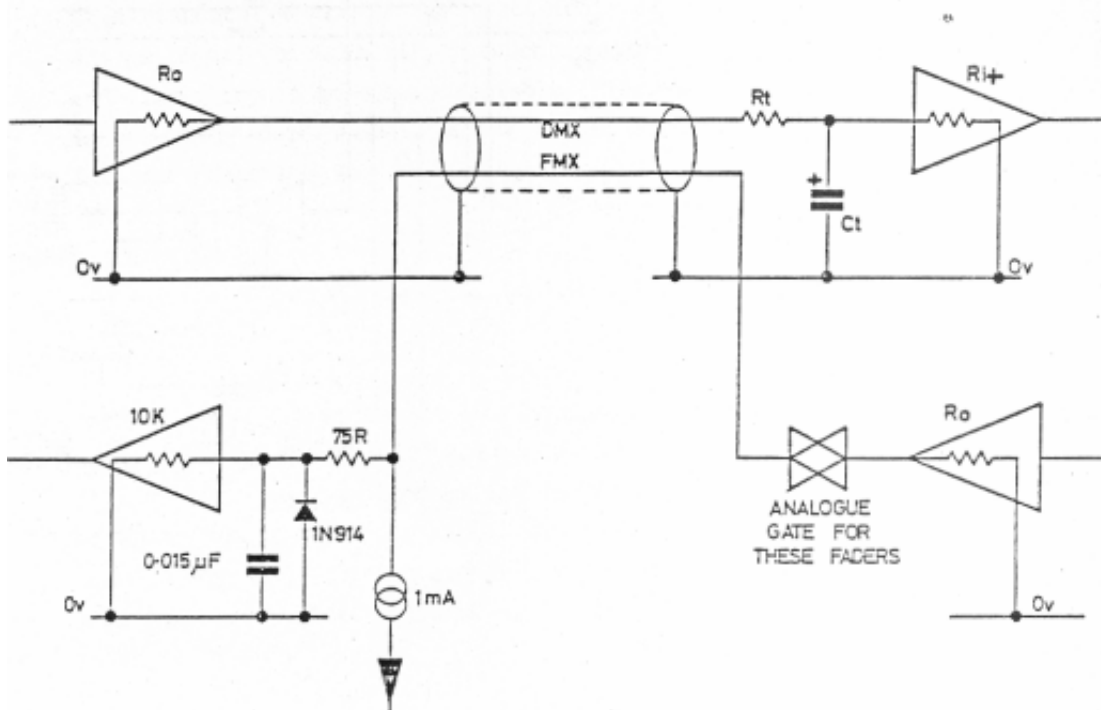 Ro
Rt
Ri+
DMX
FMX
+
Ct
0v
0v
10K
75R
Ro
1N914
ANALOGUE
GATE FOR
THESE FADERS
0·015µF
1mA
0v
0v